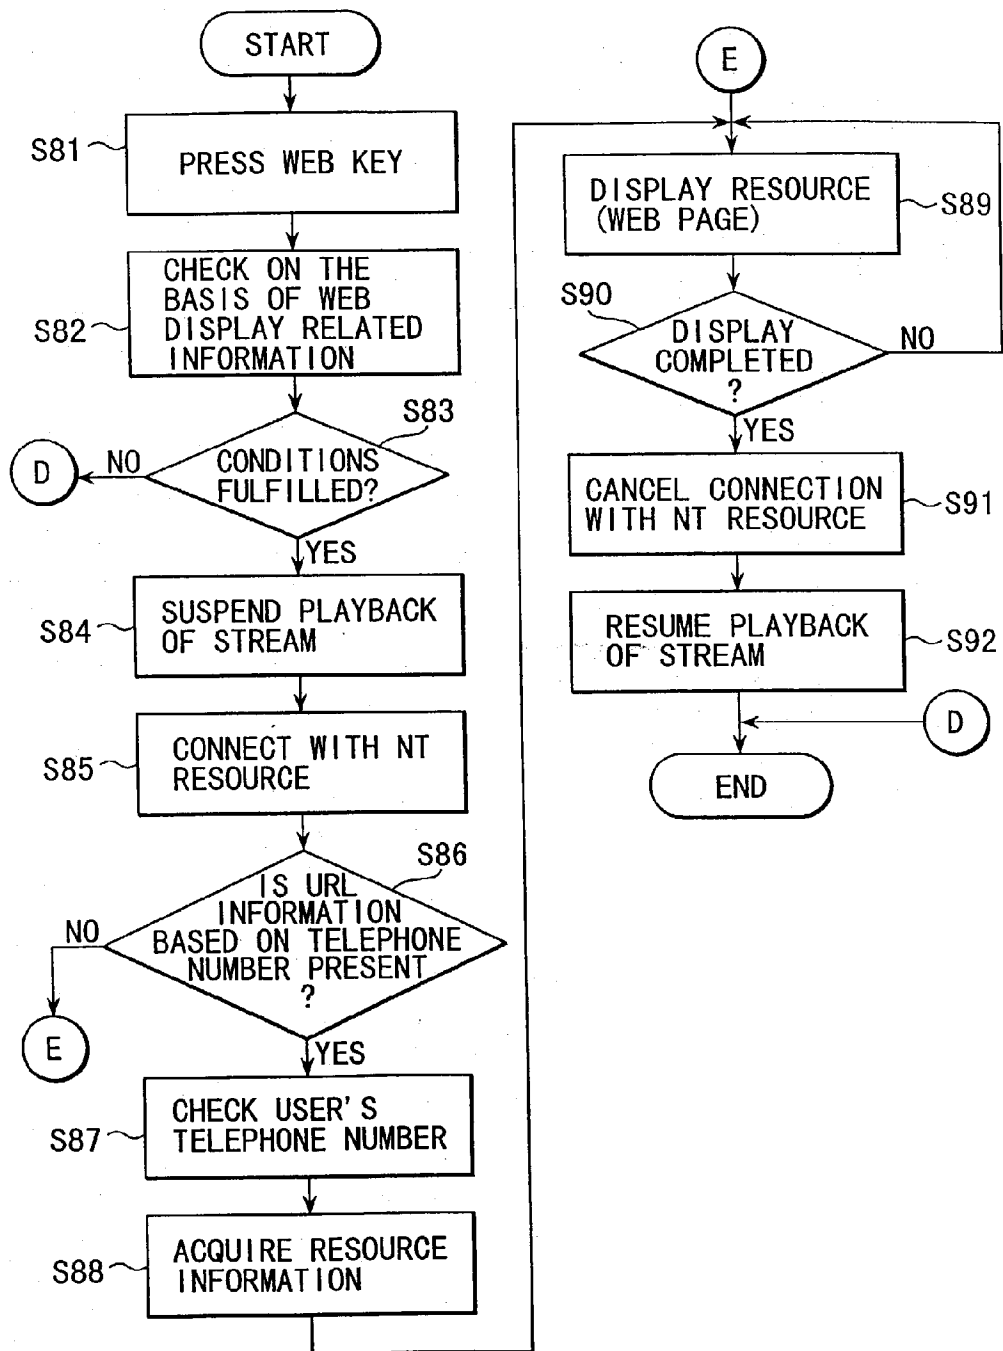 START
S81
PRESS WEB KEY
S82
CHECK ON THE
BASIS OF WEB
DISPLAY RELATED
INFORMATION
S83
CONDITIONS
FULFILLED?
NO
D
YES
S84
SUSPEND PLAYBACK
OF STREAM
S85
CONNECT WITH NT
RESOURCE
S86
IS URL
INFORMATION
BASED ON TELEPHONE
NUMBER PRESENT
?
NO
E
YES
S87
CHECK USER'S
TELEPHONE NUMBER
S88
ACQUIRE RESOURCE
INFORMATION
E
DISPLAY RESOURCE
(WEB PAGE)
S89
S90
DISPLAY
COMPLETED
?
NO
YES
CANCEL CONNECTION
WITH NT RESOURCE
S91
RESUME PLAYBACK
OF STREAM
S92
D
END